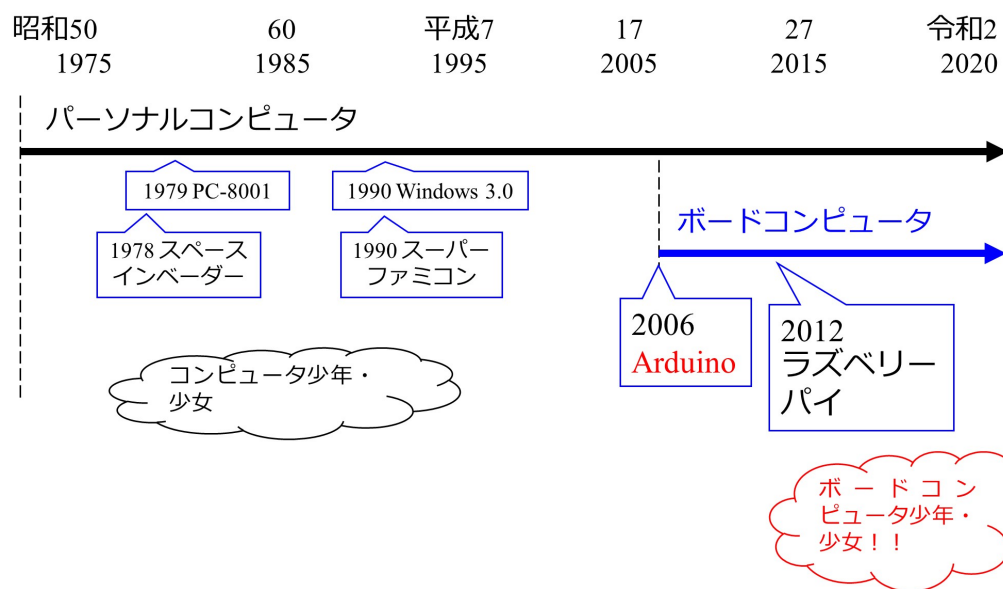 昭和50 60 平成7 17 27 令和2
1975 1985 1995 2005 2015 2020
パーソナルコンピュータ
1979 PC-8001
1990 Windows 3.0
ボードコンピュータ
1978 スペース
インベーダー
1990 スーパー
ファミコン
2006
Arduino
2012
ラズベリー
パイ
コンピュータ少年・
少女
ボードコン
ピュータ少年・
少女！！